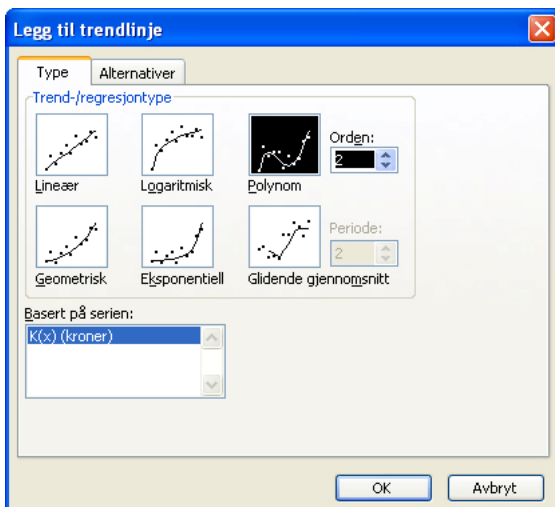 Legg til trendlinje
Type Alternativer
Trend-/regresjontype
Lineær Logaritmisk Polynom
Orden:
2
Geometrisk Eksponentiell Glidende gjennomsnitt
Periode:
2
Basert på serien:
K(x) (kroner)
OK Avbryt